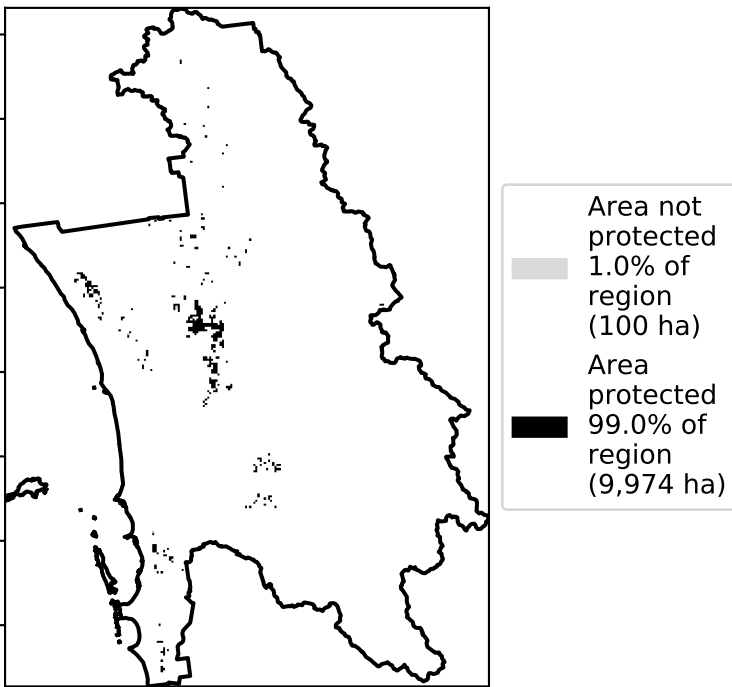 Area not
protected
1.0% of
region
(100 ha)
Area
protected
99.0% of
region
(9,974 ha)